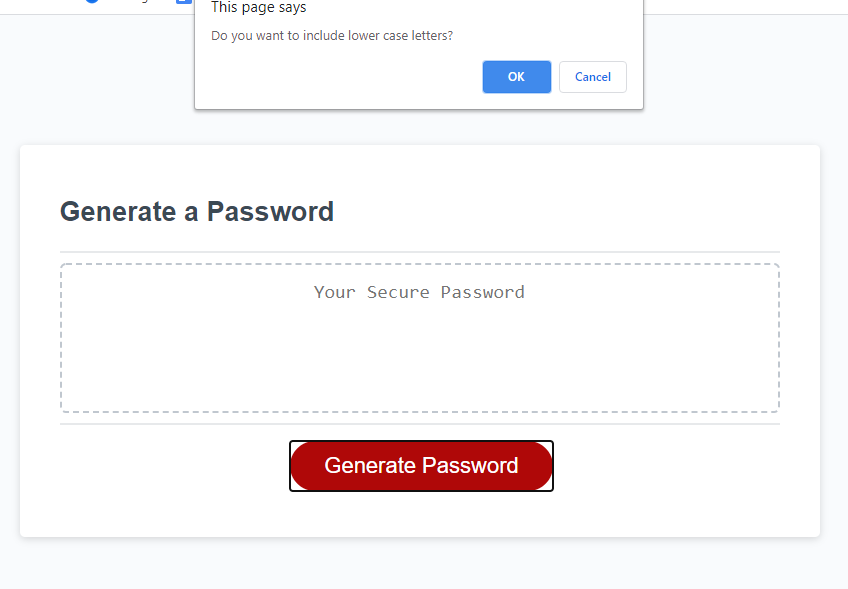 This page says
Do you want to include lower case letters?
OK
Cancel
Generate a Password
Your Secure Password
Generate Password